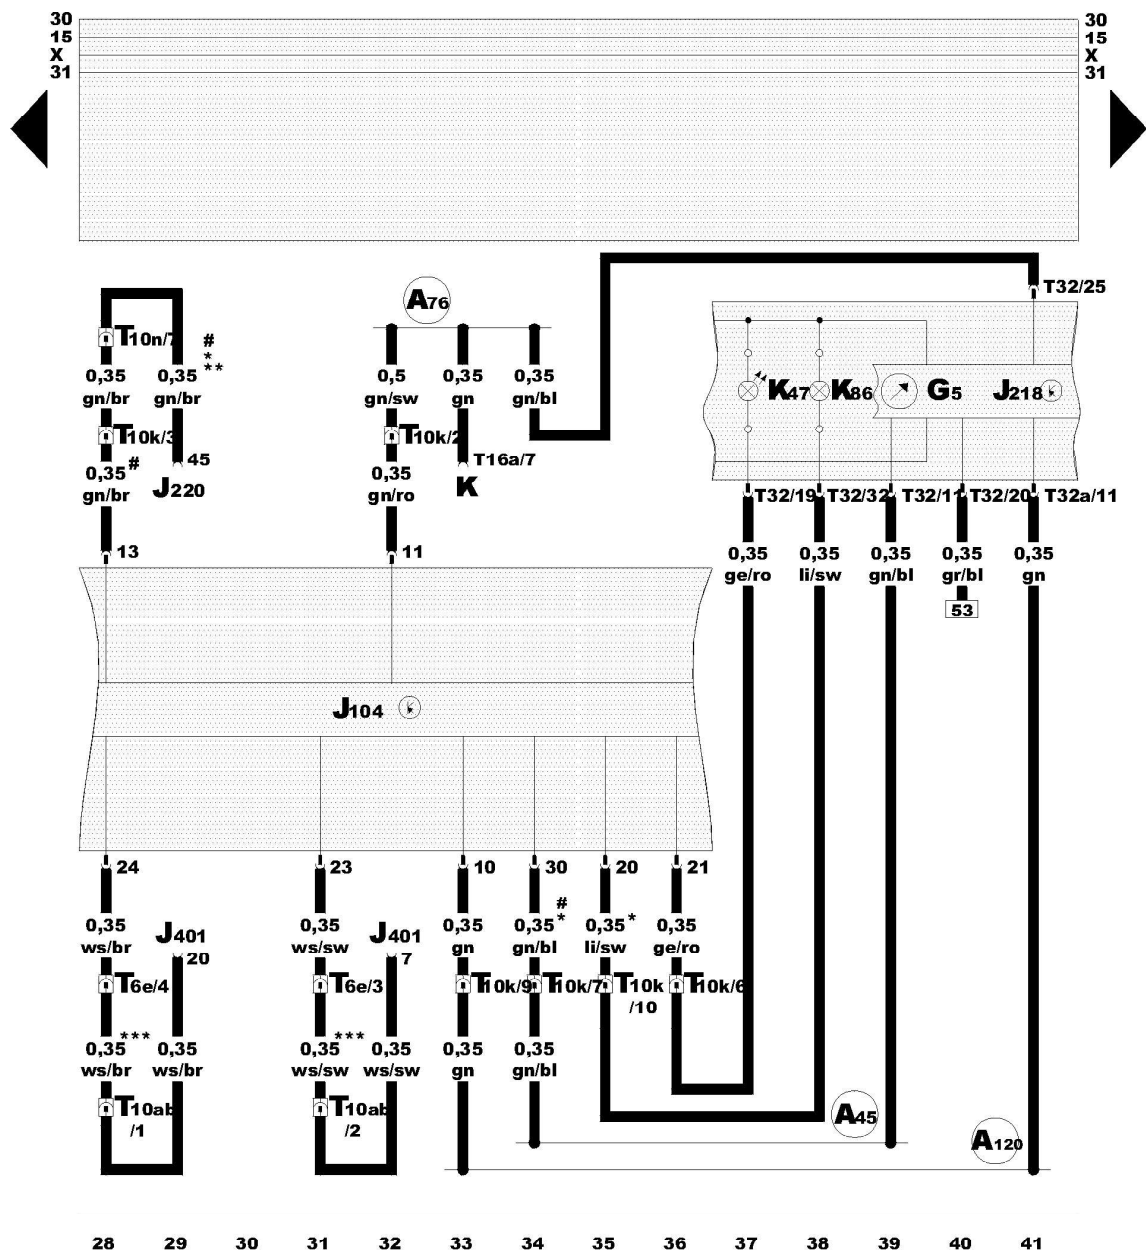 30 30
15 15
X X
31 31
A76
T32/25
T10n/7 #
*
**
0,35 0,35 0,5 0,35 0,35
gn/br gn/br gn/sw gn gn/bl
K47 K86 G5 J218
T10k/3 T10k/2
0,35 # 45 0,35 T16a/7
gn/br J220 gn/ro K
T32/19 T32/32 T32/11 T32/20 T32a/11
13 11
0,35 0,35 0,35 0,35 0,35
ge/ro li/sw gn/bl gr/bl gn
53
J104
24 23 10 30 20 21
#
0,35 J401 0,35 J401 0,35 0,35 * 0,35 * 0,35
ws/br 20 ws/sw 7 gn gn/bl li/sw ge/ro
T6e/4 T6e/3 T10k/9 T10k/7 T10k T10k/6
/10
*** ***
0,35 0,35 0,35 0,35 0,35 0,35
ws/br ws/br ws/sw ws/sw gn gn/bl
T10ab T10ab A45
/1 /2 A120
28 29 30 31 32 33 34 35 36 37 38 39 40 41